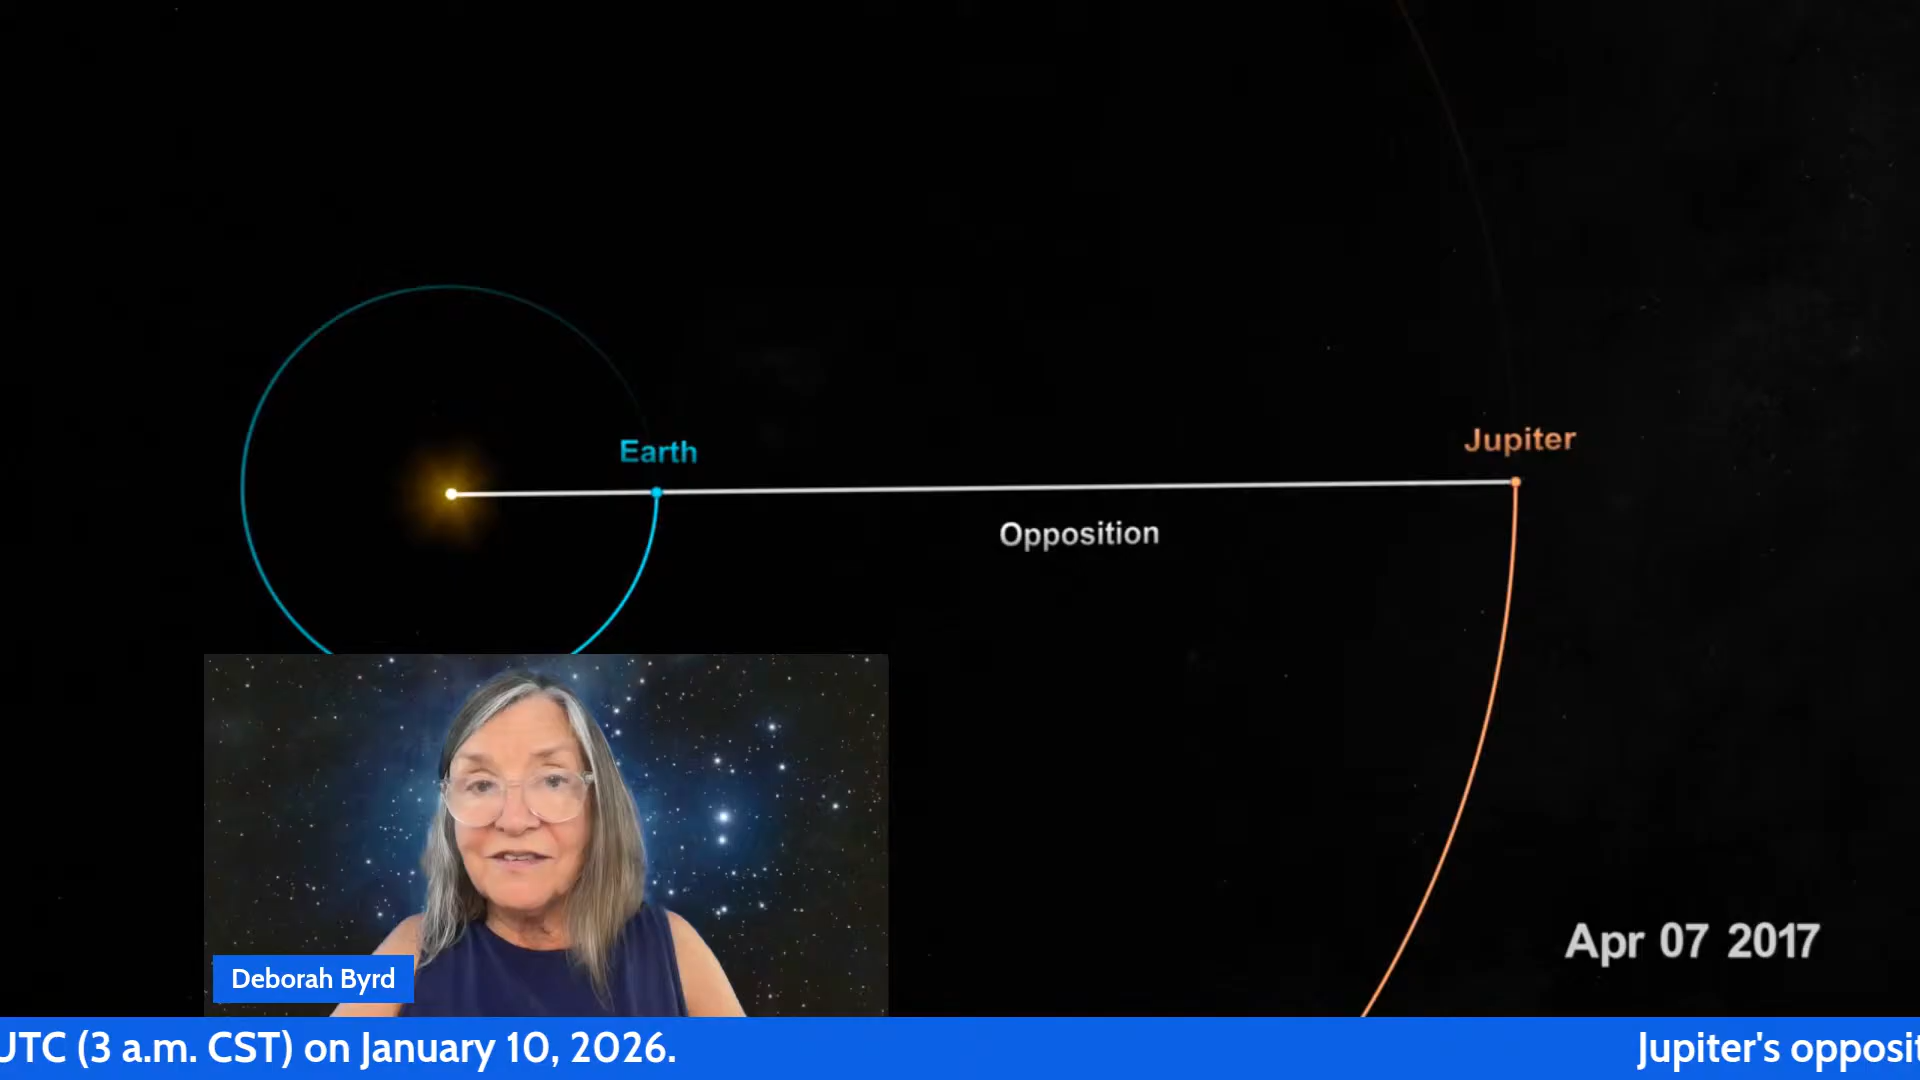 Earth
Jupiter
Opposition
Apr 07 2017
Deborah Byrd
UTC (3 a.m. CST) on January 10, 2026.
Jupiter's opposit